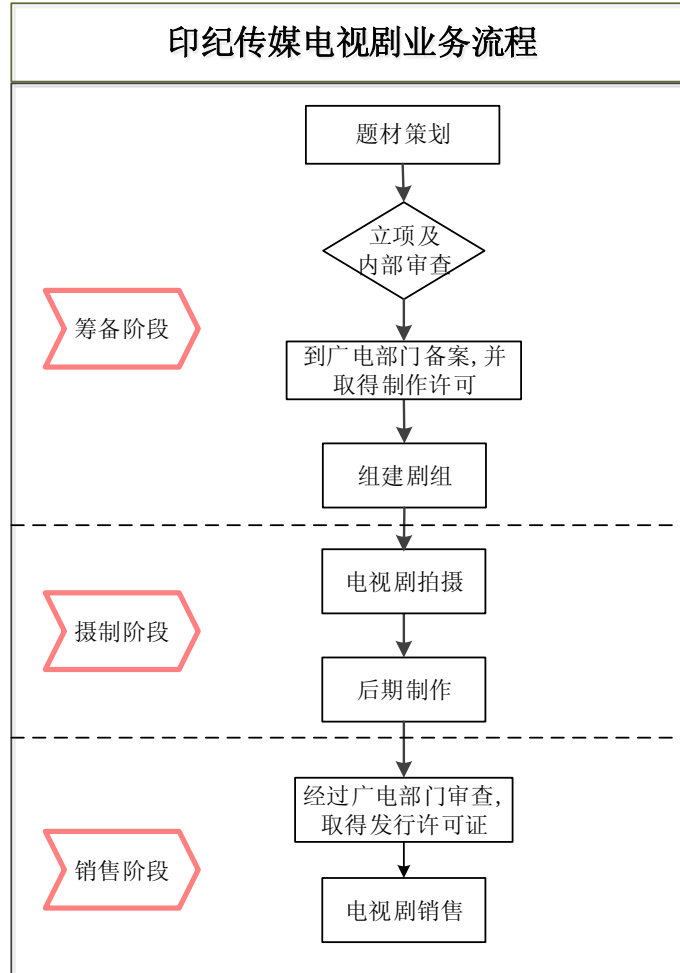 印纪传媒电视剧业务流程
题材策划
立项及
内部审查
筹备阶段
到广电部门备案,并
取得制作许可
组建剧组
电视剧拍摄
摄制阶段
后期制作
经过广电部门审查,
取得发行许可证
销售阶段
电视剧销售